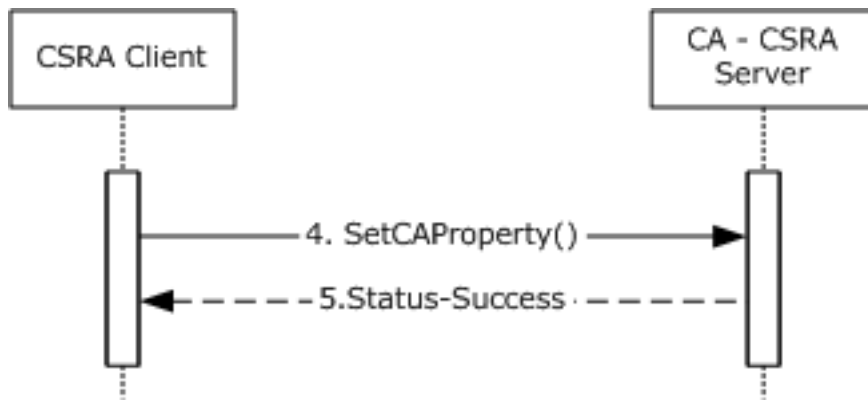 CSRA Client
CA - CSRA
Server
4. SetCAProperty()
5.Status-Success